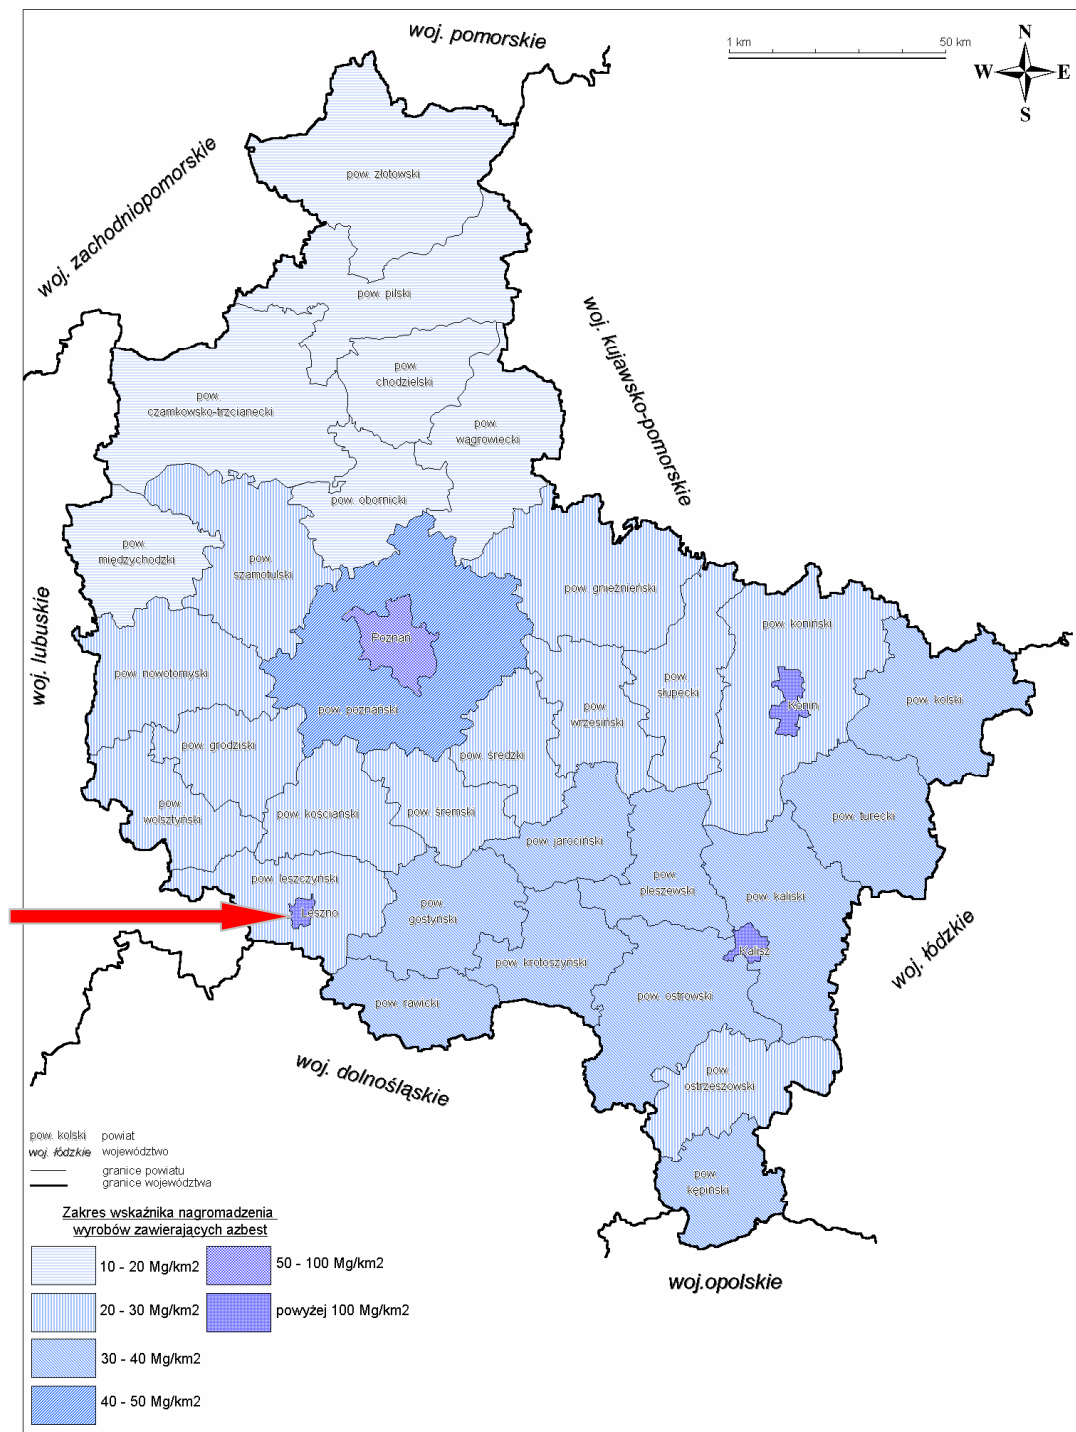 woj. pomorskie
1 km 50 km
N
W E
S
woj. zachodniopomorskie
pow. złotowski
pow. pilski
woj. kujawsko-pomorskie
pow.
chodzielski
pow.
czarnkowsko-trzcianecki
pow.
wągrowiecki
pow. obornicki
pow.
międzychodzki
pow.
szamotulski
pow. gnieźnieński
woj. lubuskie
pow. koniński
Poznań
pow. nowotomyski
pow.
słupecki
pow. kolski
Konin
pow. poznański
pow.
wrzesiński
pow. grodziski
pow. średzki
pow.
wolsztyński
pow. kościański
pow. śremski
pow. turecki
pow. jarociński
pow. leszczyński
pow.
pleszewski
pow. kaliski
Leszno
pow.
gostyński
Kalisz
woj. łódzkie
pow. krotoszyński
pow. rawicki
pow. ostrowski
woj. dolnośląskie
pow.
ostrzeszowski
pow.
kępiński
pow. kolski powiat
woj. łódzkie województwo
granice powiatu
granice województwa
Zakres wskaźnika nagromadzenia
wyrobów zawierających azbest
10 - 20 Mg/km2
50 - 100 Mg/km2
20 - 30 Mg/km2
powyżej 100 Mg/km2
30 - 40 Mg/km2
40 - 50 Mg/km2
woj.opolskie